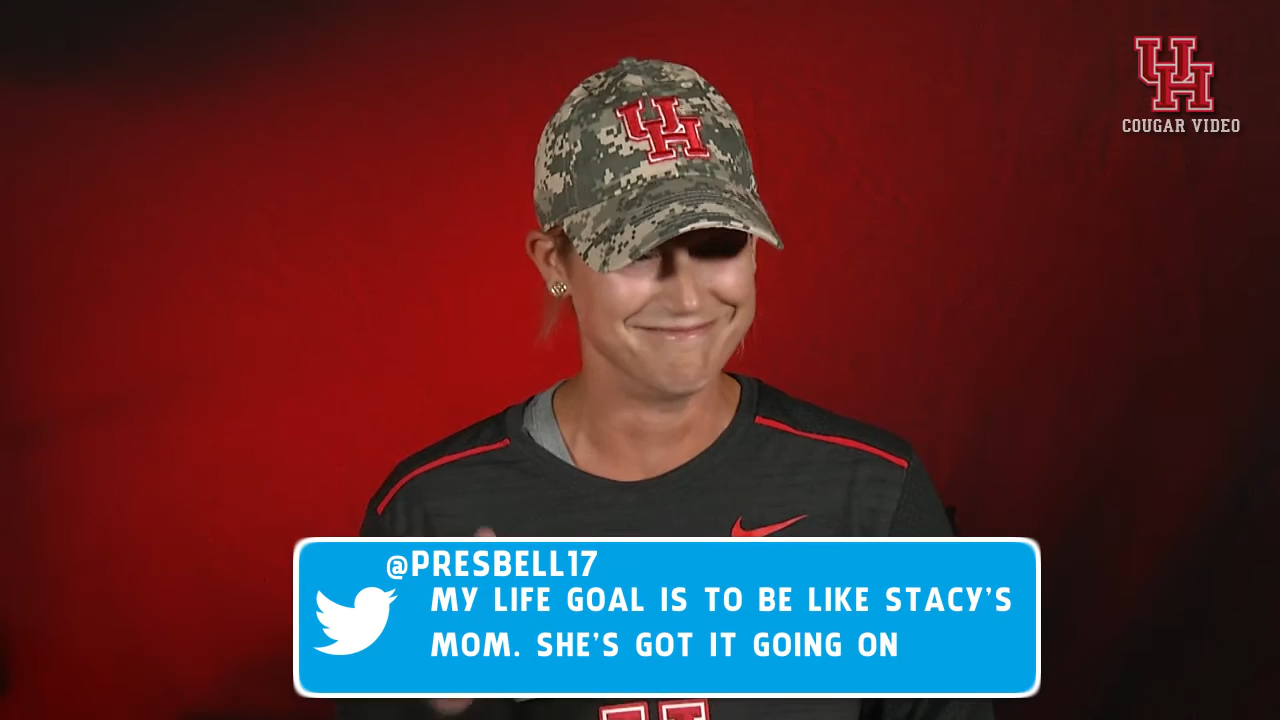 UH
COUGAR VIDEO
UH
@PRESBELL17
MY LIFE GOAL IS TO BE LIKE STACY'S
MOM. SHE'S GOT IT GOING ON